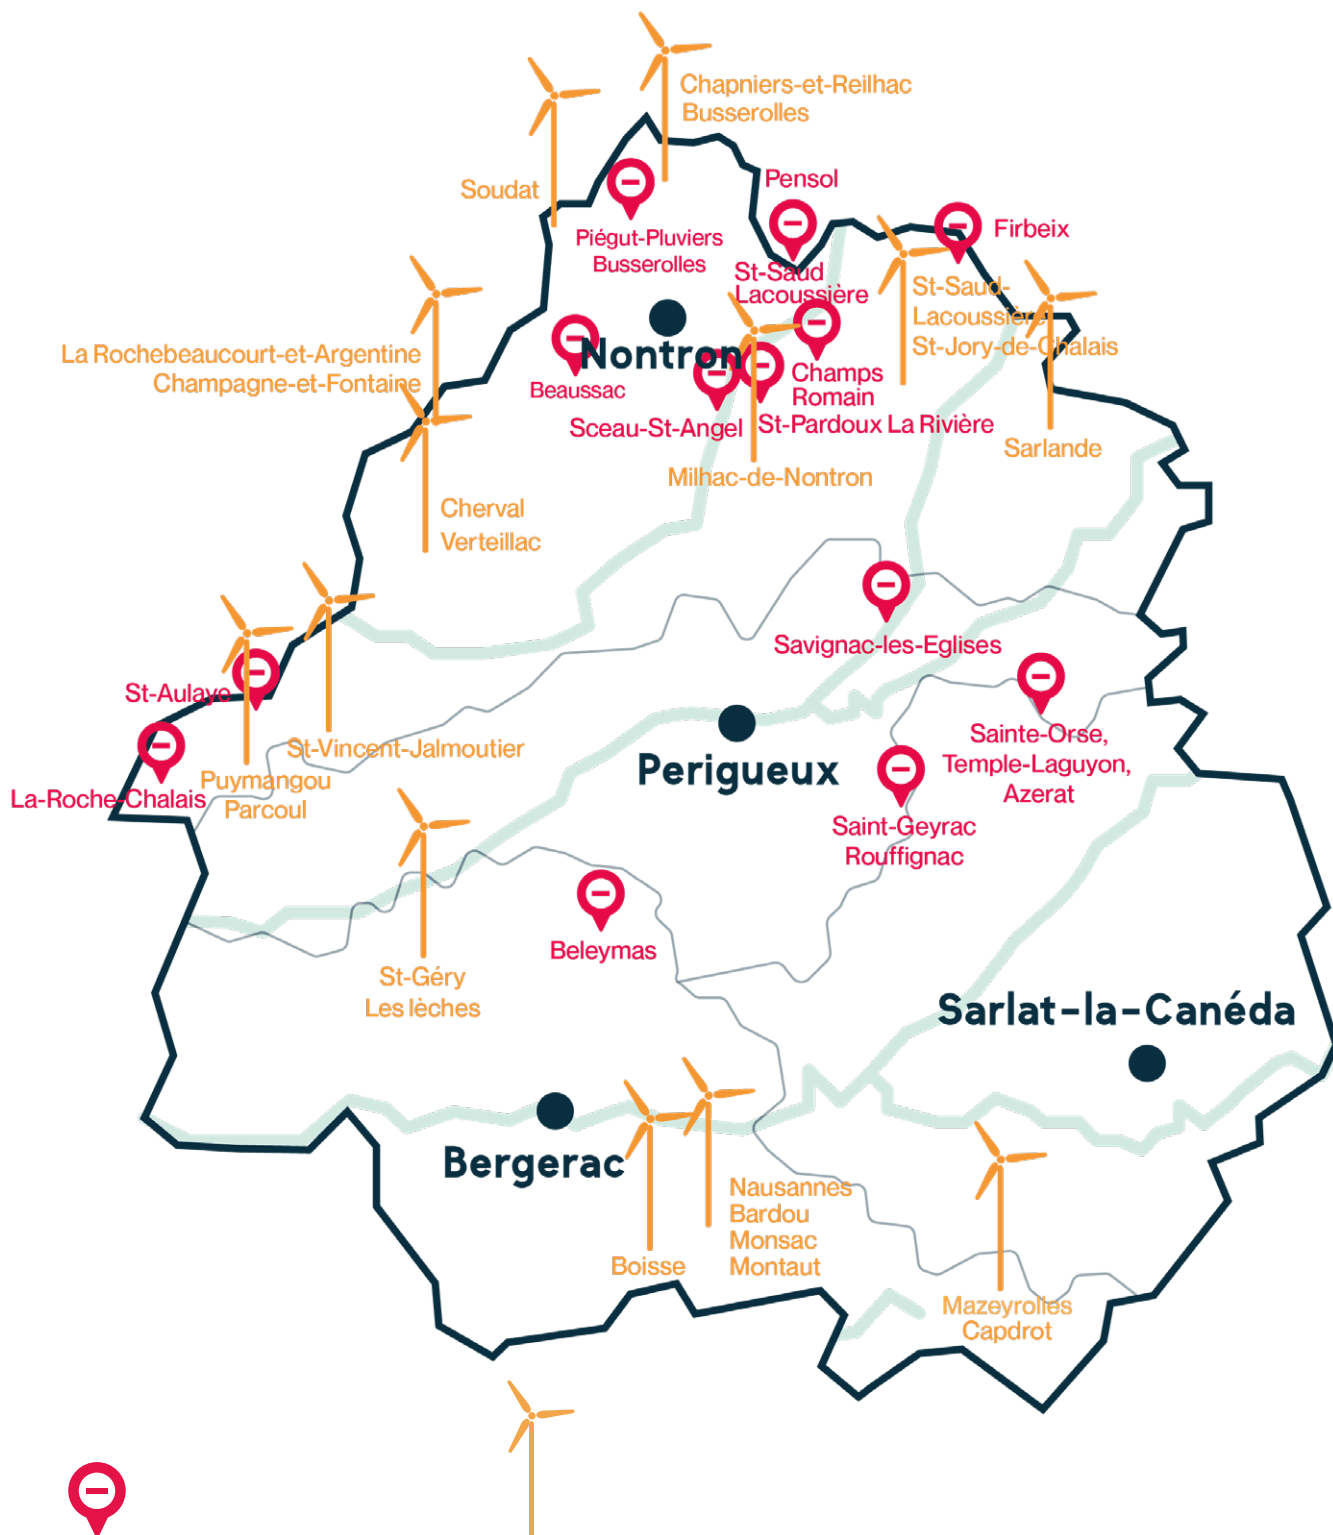 Chapniers-et-Reilhac
Busserolles
Pensol
Soudat
Firbeix
Piégut-Pluviers
Busserolles
St-Saud
Lacoussière
St-Saud-
Lacoussière
St-Jory-de-Chalais
La Rochebeaucourt-et-Argentine
Champagne-et-Fontaine
Nontron
Beaussac
Champs
Romain
Sceau-St-Angel
St-Pardoux La Rivière
Sarlande
Milhac-de-Nontron
Cherval
Verteillac
Savignac-les-Eglises
St-Aulaye
Sainte-Orse,
Temple-Laguyon,
Azerat
St-Vincent-Jalmoutier
Perigueux
Puymangou
Parcoul
La-Roche-Chalais
Saint-Geyrac
Rouffignac
Beleymas
St-Géry
Les lèches
Sarlat-la-Canéda
Bergerac
Nausannes
Bardou
Monsac
Montaut
Boisse
Mazeyrolles
Capdrot